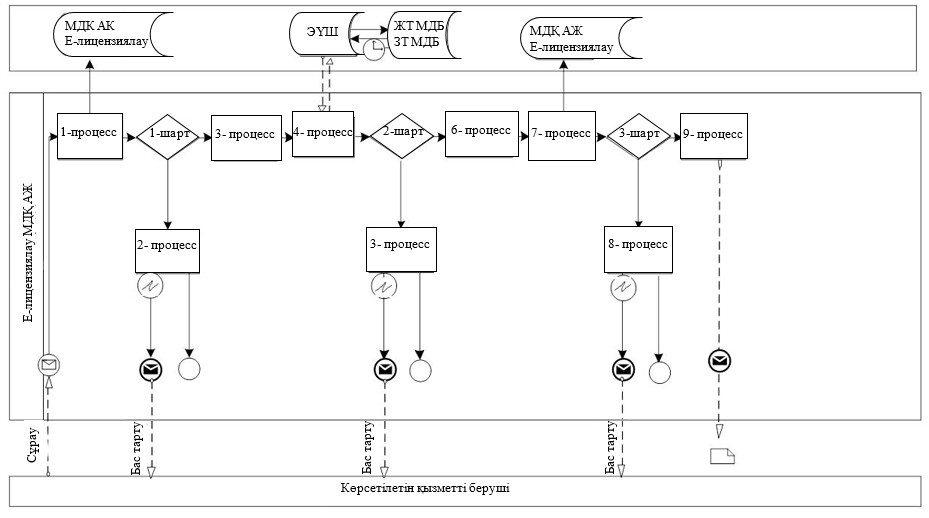 МДК АК
Е-лицензиялау
ЭҮШ
ЖТ МДБ
ЗТ МДБ
МДҚ АЖ
Е-лицензиялау
1-процесс
1-шарт
3- процесс
4- процесс
2-шарт
6- процесс
7- процесс
3-шарт
9- процесс
2- процесс
3- процесс
8- процесс
Е-лицензиялау МДҚ АЖ
Сұрау
Бас тарту
Бас тарту
Бас тарту
Көрсетілетін қызметті беруші